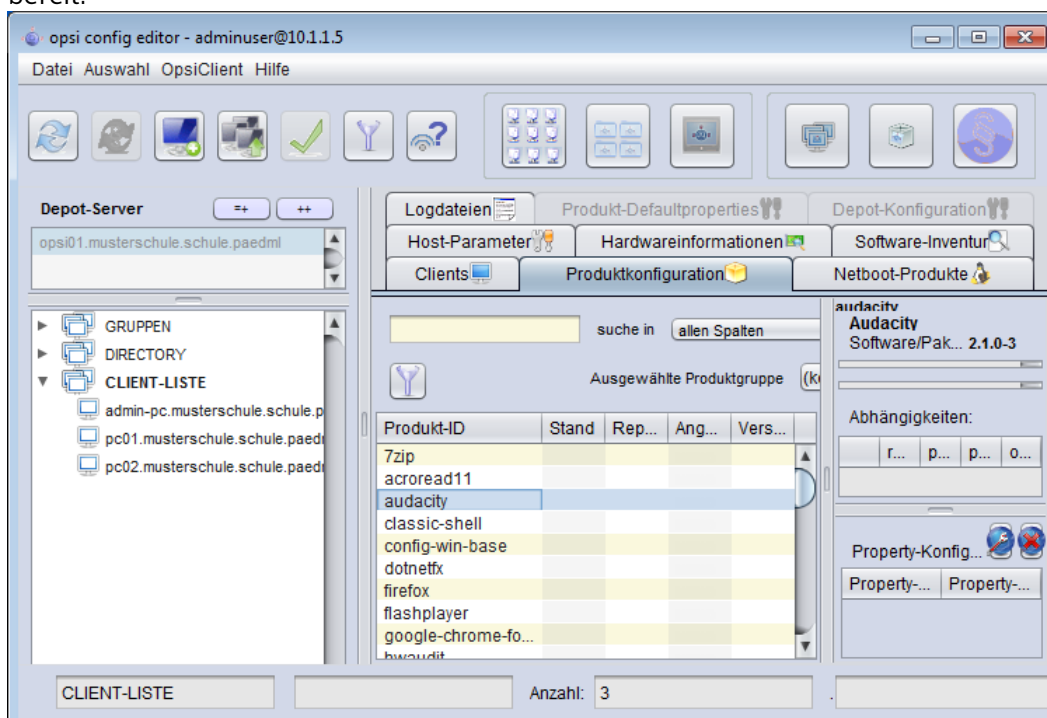 bereit.
opsi config editor - adminuser@10.1.1.5
Datei Auswahl OpsiClient Hilfe
Depot-Server =+ ++
opsi01.musterschule.schule.paedml
GRUPPEN
DIRECTORY
CLIENT-LISTE
admin-pc.musterschule.schule.p
pc01.musterschule.schule.paed
pc02.musterschule.schule.paed
Logdateien Produkt-Defaultproperties Depot-Konfiguration
Host-Parameter Hardwareinformationen Software-Inventur
Clients Produktkonfiguration Netboot-Produkte
suche in allen Spalten
Ausgewählte Produktgruppe (k
Produkt-ID Stand Rep... Ang... Vers...
7zip
acroread11
audacity
classic-shell
config-win-base
dotnetfx
firefox
flashplayer
google-chrome-fo...
hwaudit
audacity
Audacity
Software/Pak... 2.1.0-3
Abhängigkeiten:
r... p... p... o...
Property-Konfig...
Property-... Property-...
CLIENT-LISTE Anzahl: 3 .